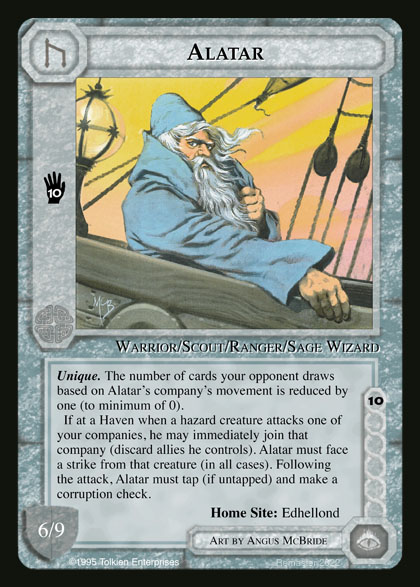 ALATAR
10
McB
WARRIOR/SCOUT/RANGER/SAGE WIZARD
Unique. The number of cards your opponent draws
based on Alatar's company's movement is reduced by
one (to minimum of 0).
If at a Haven when a hazard creature attacks one of
your companies, he may immediately join that
company (discard allies he controls). Alatar must face
a strike from that creature (in all cases). Following
the attack, Alatar must tap (if untapped) and make a
corruption check.
10
Home Site: Edhellond
6/9
ART BY ANGUS MCBRIDE
©1995 Tolkien Enterprises